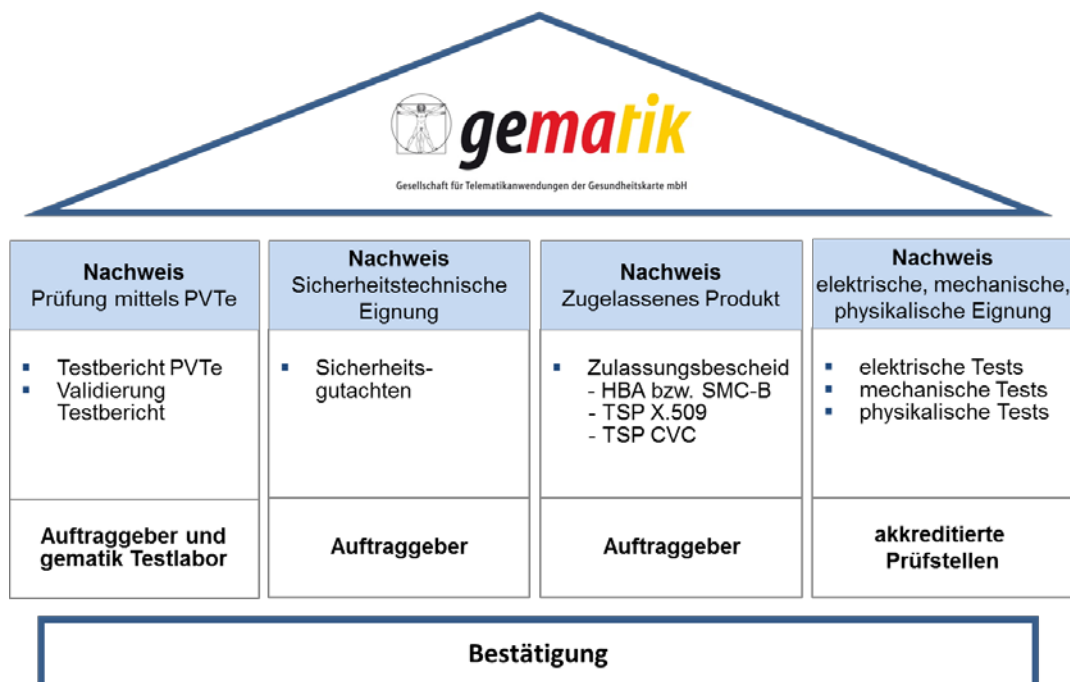 gematik
Gesellschaft für Telematikanwendungen der Gesundheitskarte mbH
Nachweis
Prüfung mittels PVTe
▪ Testbericht PVTe
▪ Validierung
Testbericht
Auftraggeber und
gematik Testlabor
Nachweis
Sicherheitstechnische
Eignung
▪ Sicherheits-
gutachten
Auftraggeber
Nachweis
Zugelassenes Produkt
▪ Zulassungsbescheid
- HBA bzw. SMC-B
- TSP X.509
- TSP CVC
Auftraggeber
Nachweis
elektrische, mechanische,
physikalische Eignung
▪ elektrische Tests
▪ mechanische Tests
▪ physikalische Tests
akkreditierte
Prüfstellen
Bestätigung